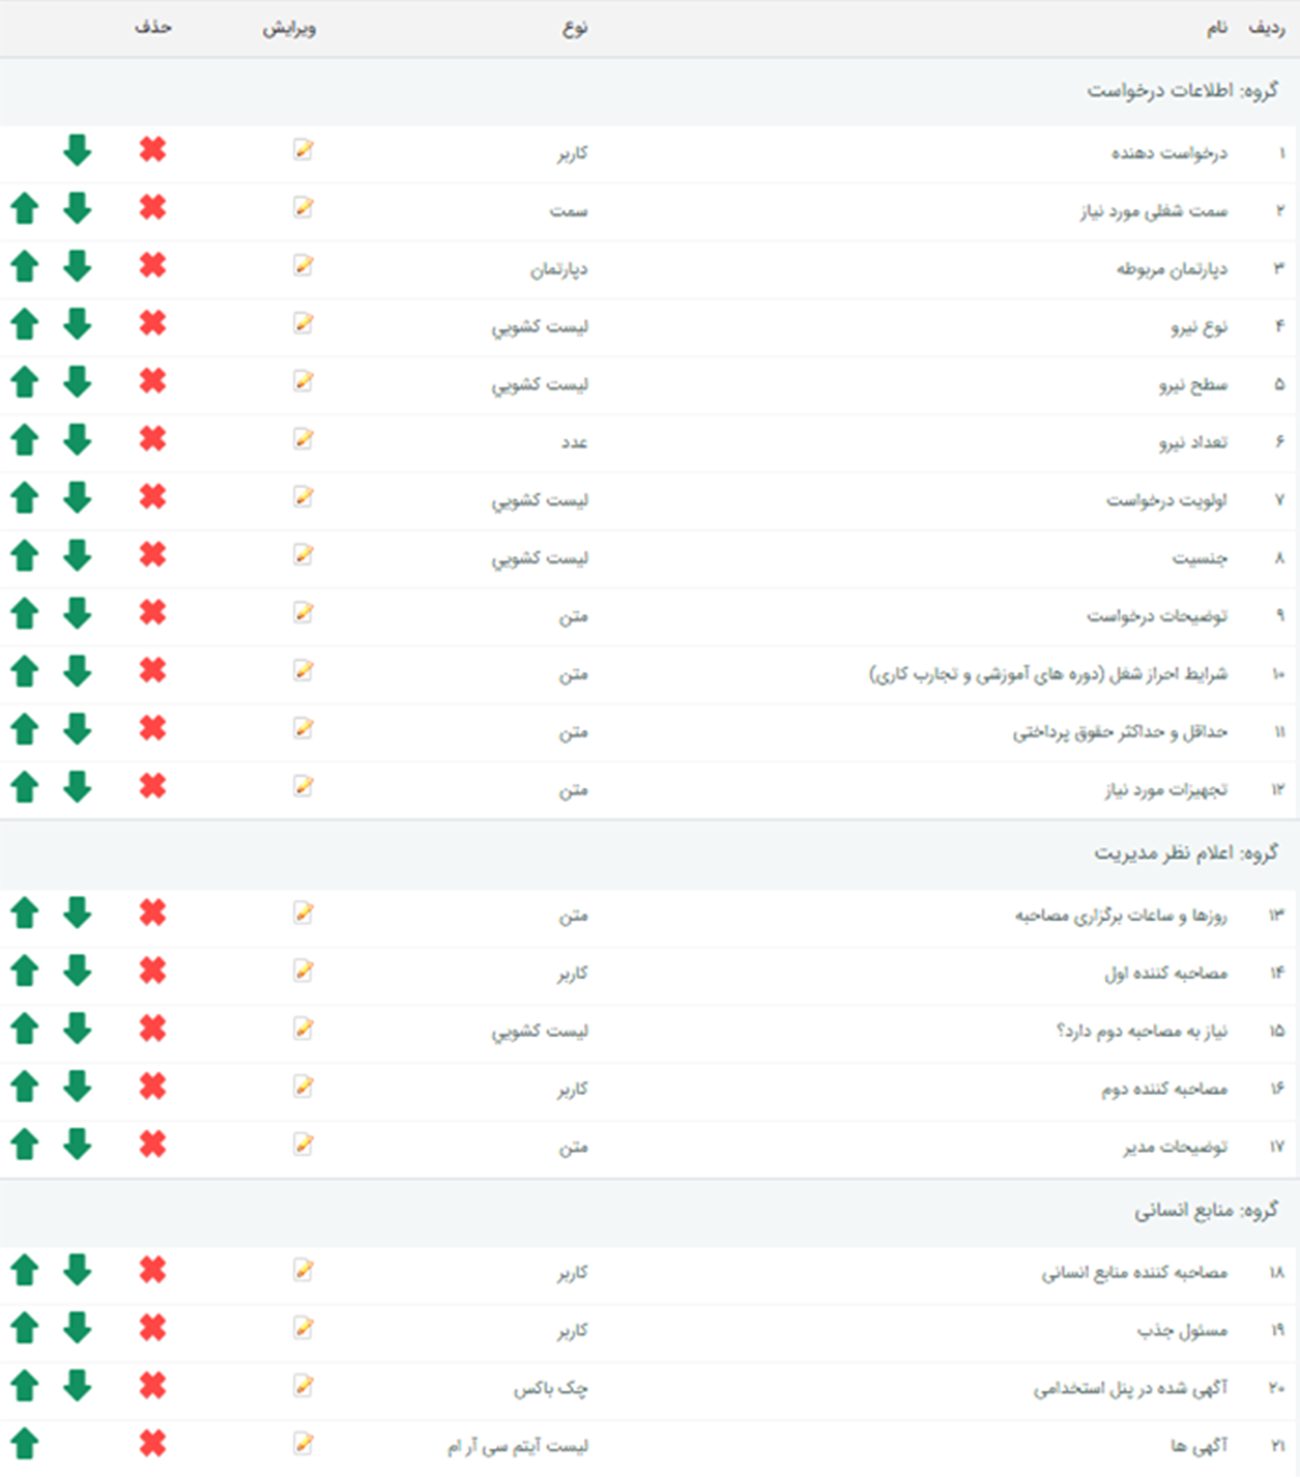 ردیف نام نوع ویرایش حذف
گروه: اطلاعات درخواست
۱ درخواست دهنده کاربر
۲ سمت شغلی مورد نیاز سمت
۳ دپارتمان مربوطه دپارتمان
۴ نوع نیرو لیست کشویي
۵ سطح نیرو لیست کشویي
۶ تعداد نیرو عدد
۷ اولویت درخواست لیست کشویي
۸ جنسیت لیست کشویي
۹ توضیحات درخواست متن
۱۰ شرایط احراز شغل (دوره های آموزشی و تجارب کاری) متن
۱۱ حداقل و حداکثر حقوق پرداختی متن
۱۲ تجهیزات مورد نیاز متن
گروه: اعلام نظر مدیریت
۱۳ روزها و ساعات برگزاری مصاحبه متن
۱۴ مصاحبه کننده اول کاربر
۱۵ نیاز به مصاحبه دوم دارد؟ لیست کشویي
۱۶ مصاحبه کننده دوم کاربر
۱۷ توضیحات مدیر متن
گروه: منابع انسانی
۱۸ مصاحبه کننده منابع انسانی کاربر
۱۹ مسئول جذب کاربر
۲۰ آگهی شده در پنل استخدامی چک باکس
۲۱ آگهی ها لیست آیتم سی آر ام